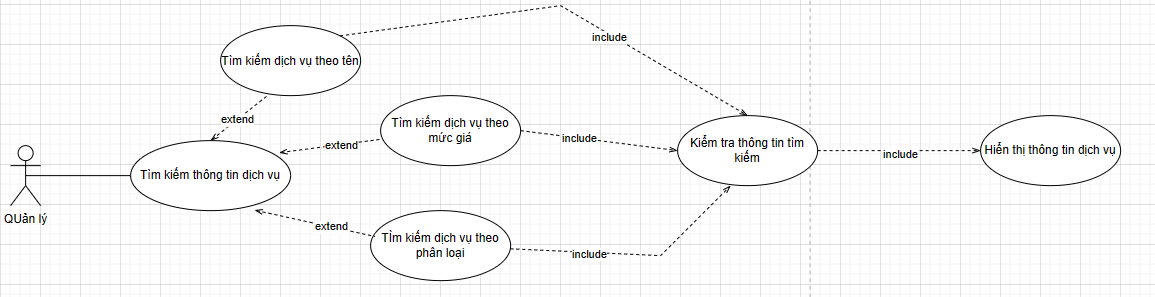 include
Tìm kiếm dịch vụ theo tên
extend
Tìm kiếm dịch vụ theo
mức giá
include
extend
Kiểm tra thông tin tìm
kiếm
include
Hiển thị thông tin dịch vụ
Tìm kiếm thông tin dịch vụ
QUản lý
extend
TÌm kiếm dịch vụ theo
phân loại
include